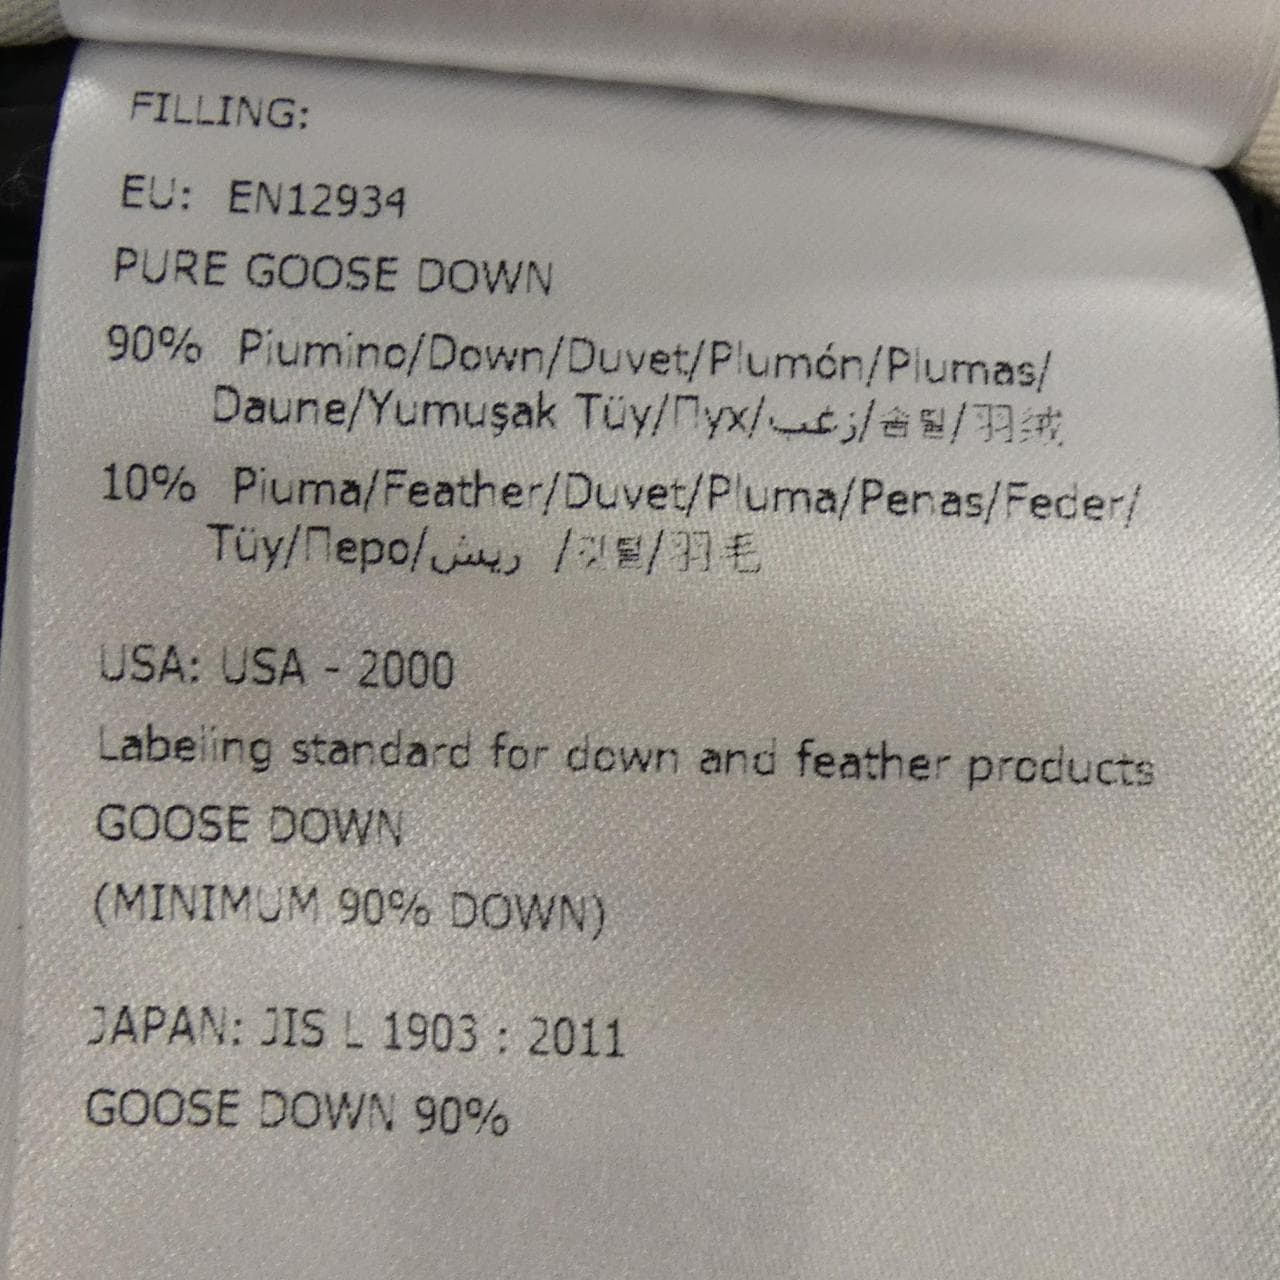 FILLING:
EU: EN12934
PURE GOOSE DOWN
90% Piumino/Down/Duvet/Plumón/Plumas/
Daune/Yumuşak Tüy/Пух/زغب/솜털/羽绒
10% Piuma/Feather/Duvet/Pluma/Penas/Feder/
Tüy/Перо/ريش /깃털/羽毛
USA: USA - 2000
Labeling standard for down and feather products
GOOSE DOWN
(MINIMUM 90% DOWN)
JAPAN: JIS L 1903 : 2011
GOOSE DOWN 90%